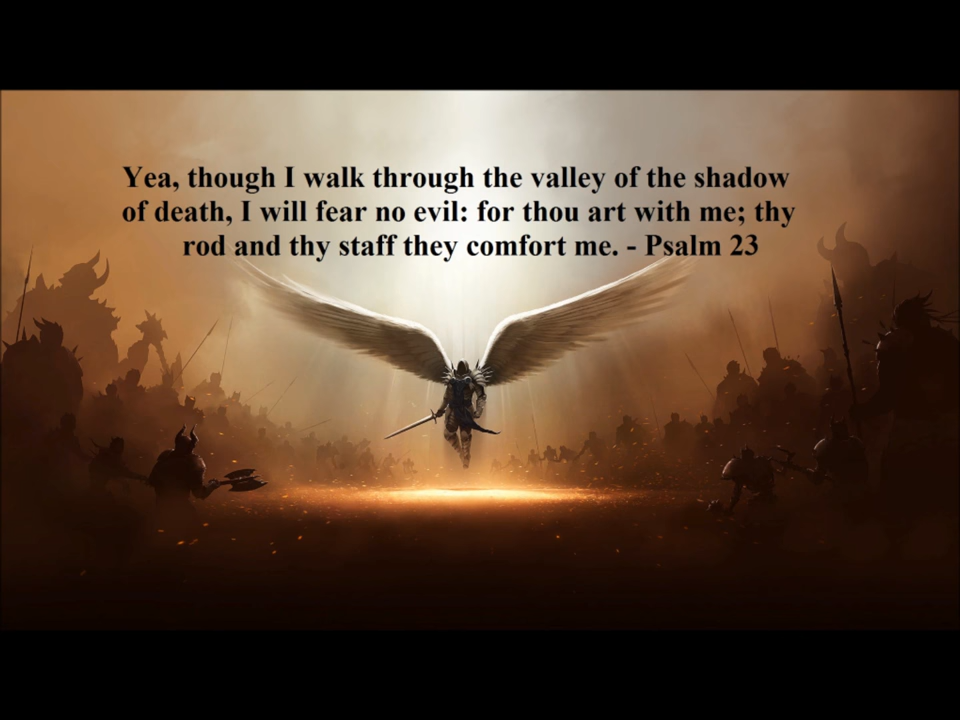 Yea, though I walk through the valley of the shadow
of death, I will fear no evil: for thou art with me; thy
rod and thy staff they comfort me. - Psalm 23